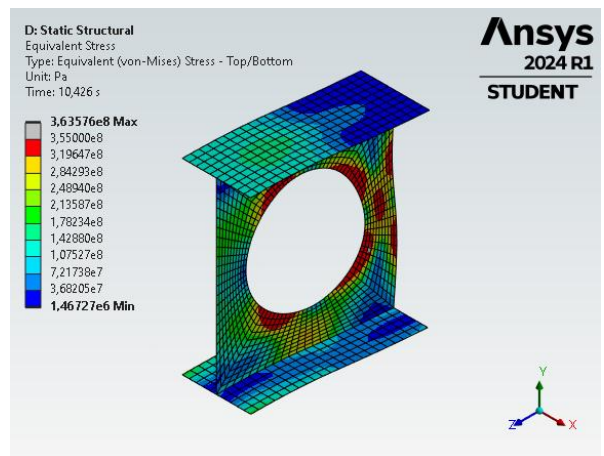 D: Static Structural
Equivalent Stress
Type: Equivalent (von-Mises) Stress - Top/Bottom
Unit: Pa
Time: 10,426 s
3,63576e8 Max
3,55000e8
3,19647e8
2,84293e8
2,48940e8
2,13587e8
1,78234e8
1,42880e8
1,07527e8
7,21738e7
3,68205e7
1,46727e6 Min
Ansys
2024 R1
STUDENT
Y
Z
X